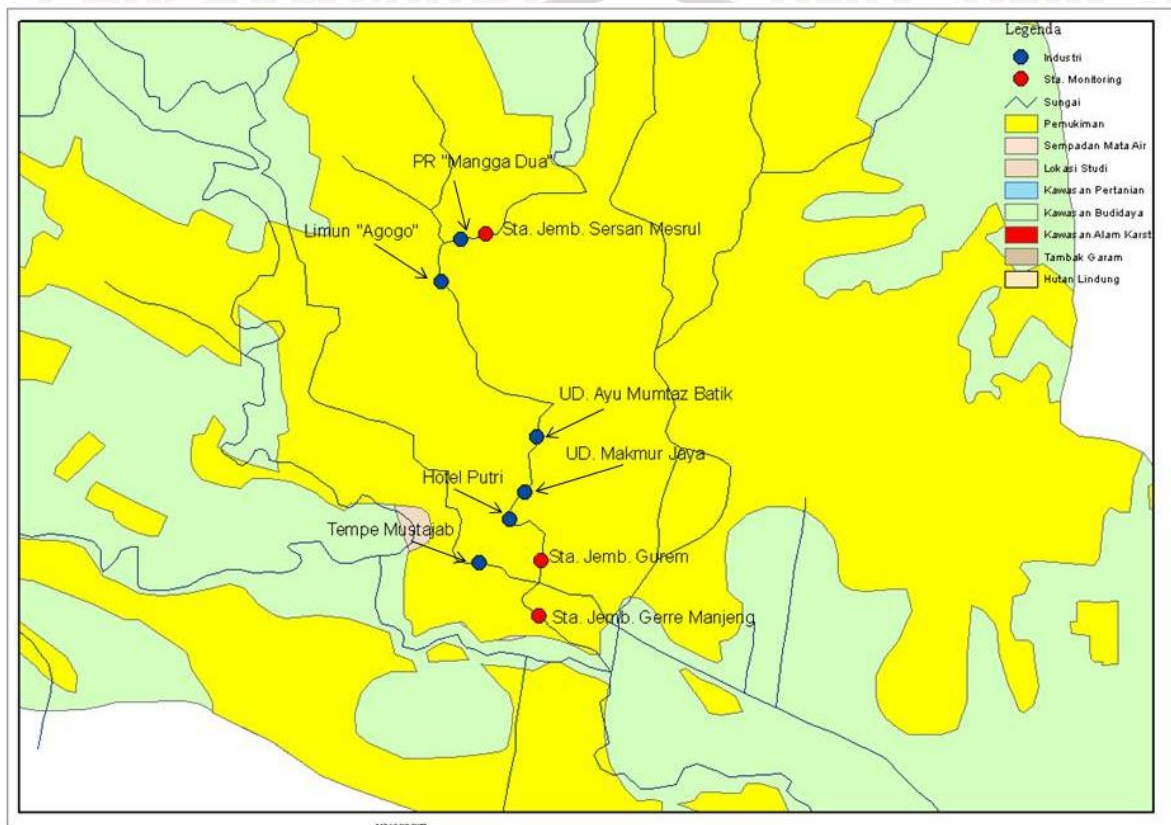 Legenda
Industri
Sta. Monitoring
Sungai
Pemukiman
Sempadan Mata Air
Lokasi Studi
Kawasan Pertanian
Kawasan Budidaya
Kawasan Alam Karst
Tambak Garam
Hutan Lindung
PR "Mangga Dua"
Limun "Agogo"
Sta. Jemb. Sersan Mesrul
UD. Ayu Mumtaz Batik
UD. Makmur Jaya
Hotel Putri
Tempe Mustajab
Sta. Jemb. Gurem
Sta. Jemb. Gerre Manjeng